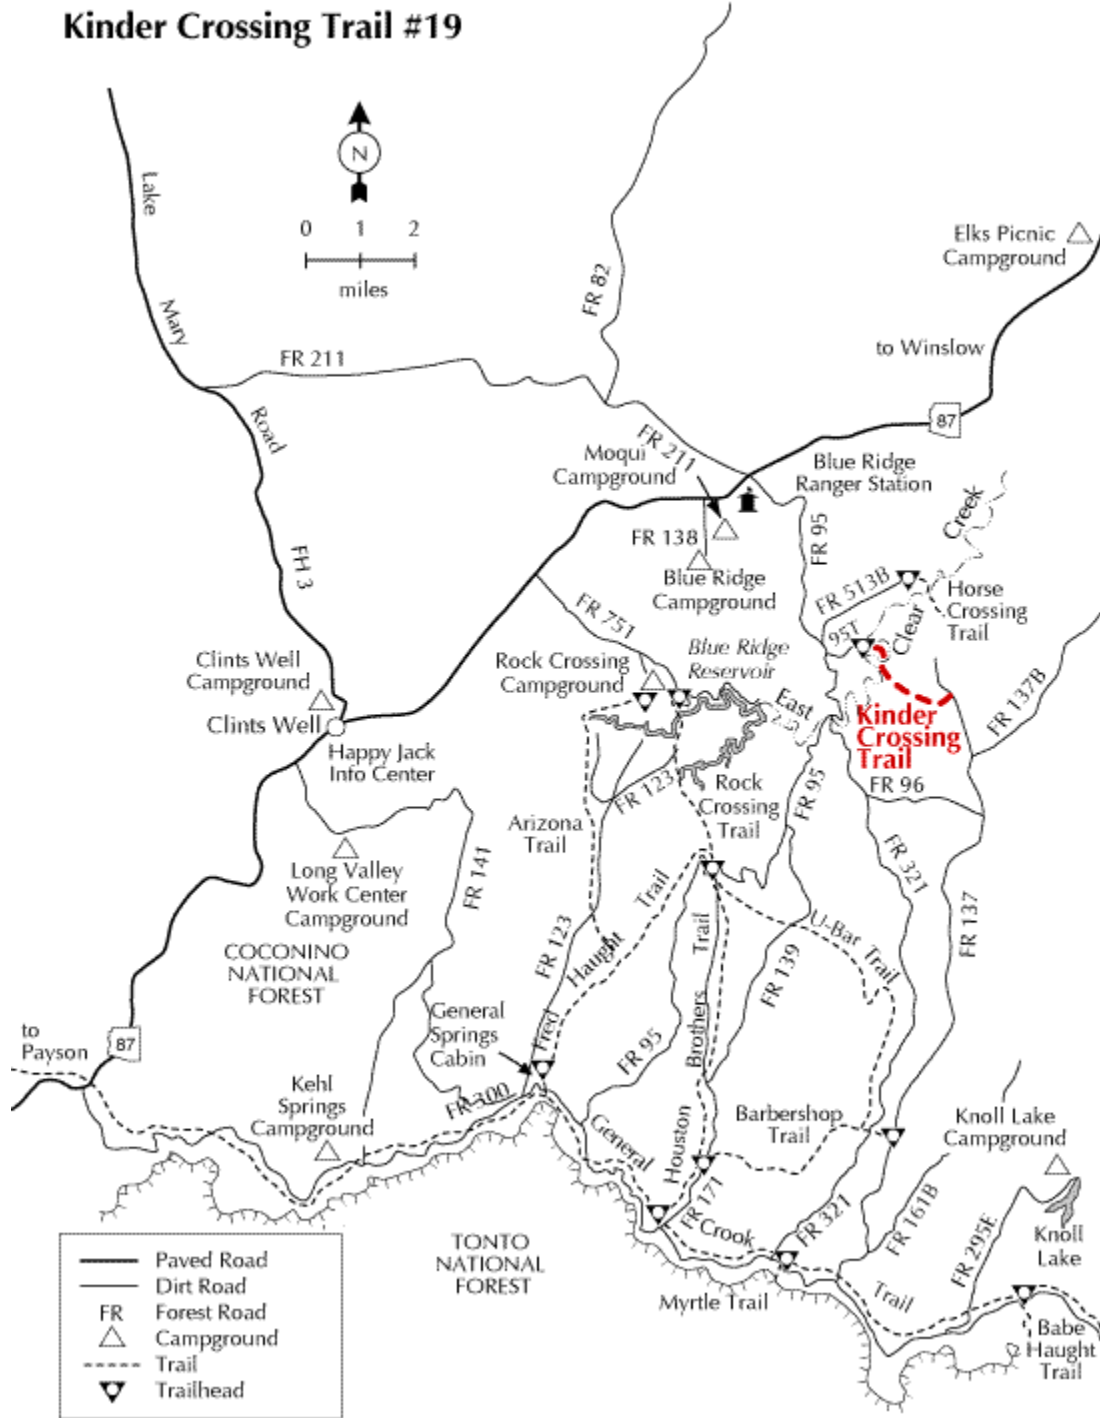 Kinder Crossing Trail #19
N
0 1 2
miles
Lake
Mary
Road
FH 3
FR 211
FR 82
Elks Picnic
Campground
to Winslow
87
FR 211
Moqui
Campground
Blue Ridge
Ranger Station
FR 138
Blue Ridge
Campground
FR 95
Creek
Clear
East
FR 513B
95T
Horse
Crossing
Trail
FR 751
Blue Ridge
Reservoir
Rock Crossing
Campground
Clints Well
Campground
Clints Well
Happy Jack
Info Center
Kinder
Crossing
Trail
FR 137B
FR 96
FR 123
Rock
Crossing
Trail
FR 95
Arizona
Trail
Long Valley
Work Center
Campground
FR 141
FR 321
FR 137
COCONINO
NATIONAL
FOREST
FR 123
Fred
Haught
Trail
U-Bar Trail
FR 139
Houston
Brothers
Trail
FR 95
General
Springs
Cabin
to
Payson
87
Kehl
Springs
Campground
FR 300
General
Crook
Trail
Barbershop
Trail
Knoll Lake
Campground
FR 171
FR 321
FR 161B
FR 295E
Knoll
Lake
TONTO
NATIONAL
FOREST
Myrtle Trail
Babe
Haught
Trail
Paved Road
Dirt Road
FR Forest Road
Campground
Trail
Trailhead